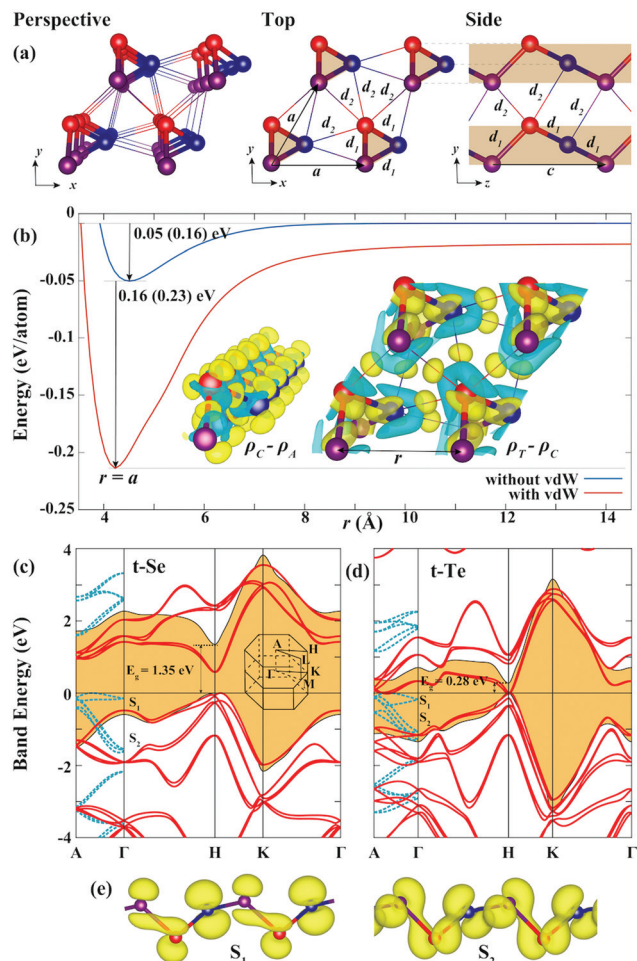 Perspective
Top
Side
(a)
y
x
a
a
d2
d2
d2
d2
d1
d1
d1
y
x
d2
d2
d1
d1
d1
c
y
z
(b)
Energy (eV/atom)
0
-0.05
-0.1
-0.15
-0.2
-0.25
0.05 (0.16) eV
0.16 (0.23) eV
r = a
ρC - ρA
ρT - ρC
r
without vdW
with vdW
4
6
8
10
12
14
r (Å)
(c)
t-Se
(d)
t-Te
Band Energy (eV)
4
2
0
-2
-4
Eg = 1.35 eV
S1
S2
A
H
L
Γ
K
M
Eg = 0.28 eV
S1
S2
A
Γ
H
K
Γ
A
Γ
H
K
Γ
(e)
S1
S2